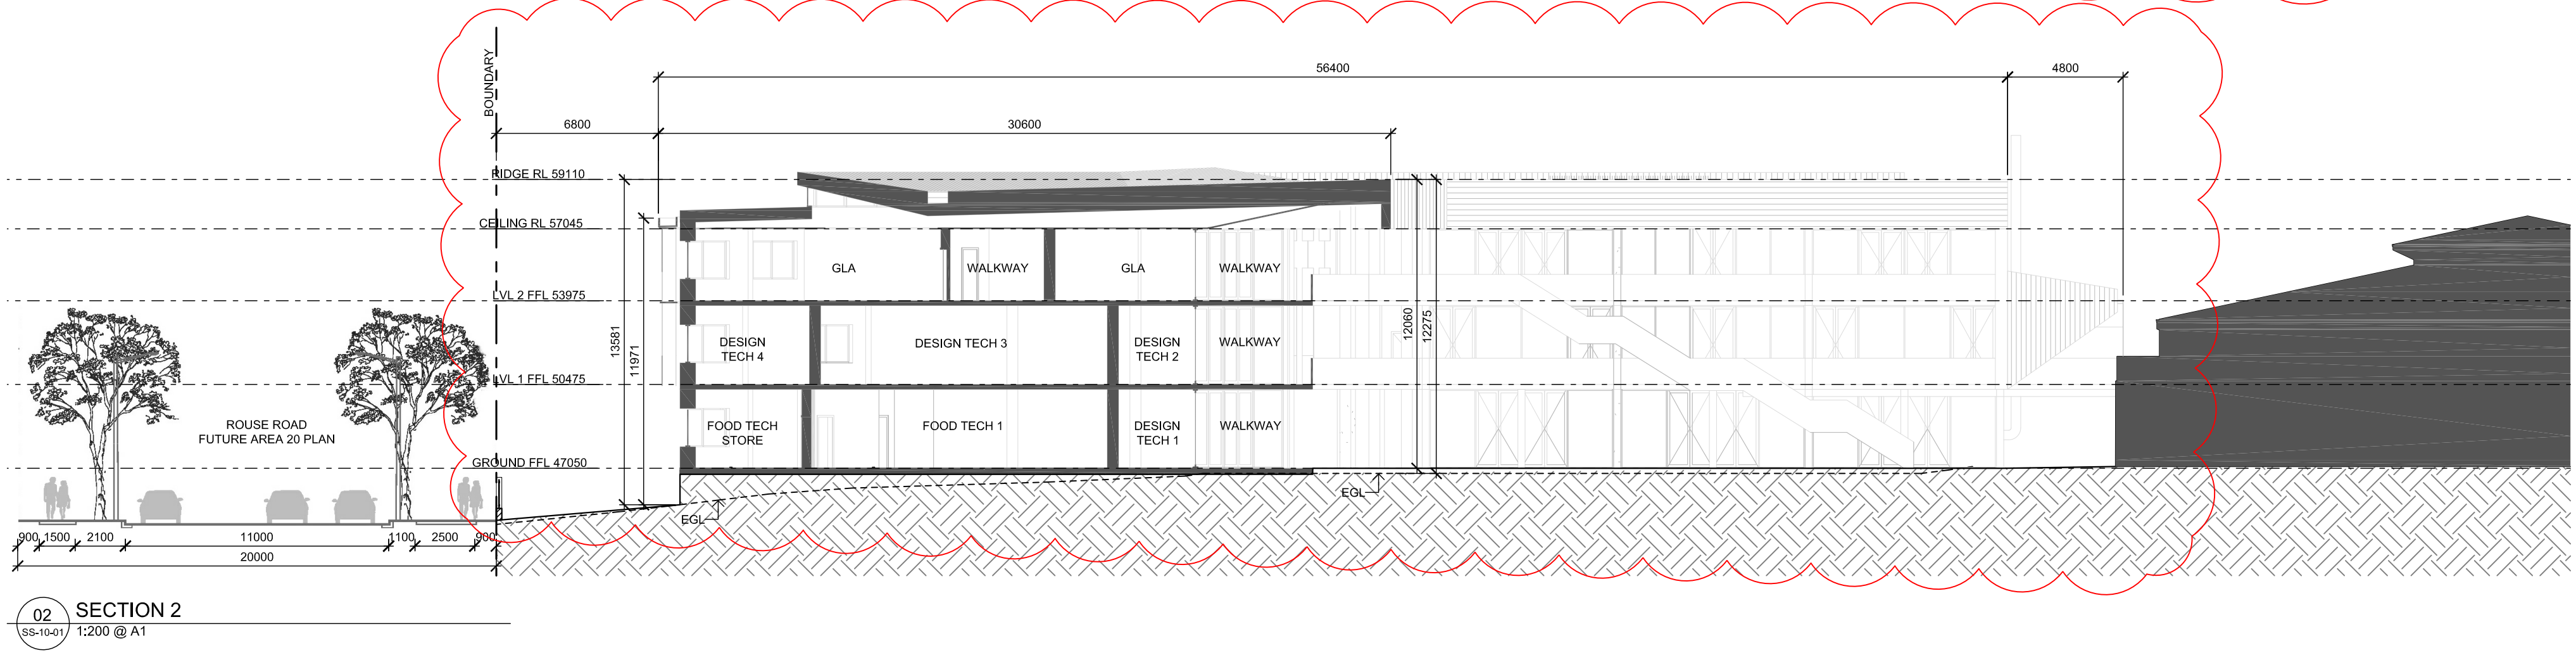 BOUNDARY
56400
4800
6800
30600
RIDGE RL 59110
CEILING RL 57045
LVL 2 FFL 53975
LVL 1 FFL 50475
GROUND FFL 47050
13581
11971
12060
12275
GLA
WALKWAY
GLA
WALKWAY
DESIGN
TECH 4
DESIGN TECH 3
DESIGN
TECH 2
WALKWAY
FOOD TECH
STORE
FOOD TECH 1
DESIGN
TECH 1
WALKWAY
ROUSE ROAD
FUTURE AREA 20 PLAN
EGL
EGL
900 1500 2100 11000 1100 2500 900
20000
02
SS-10-01
SECTION 2
1:200 @ A1